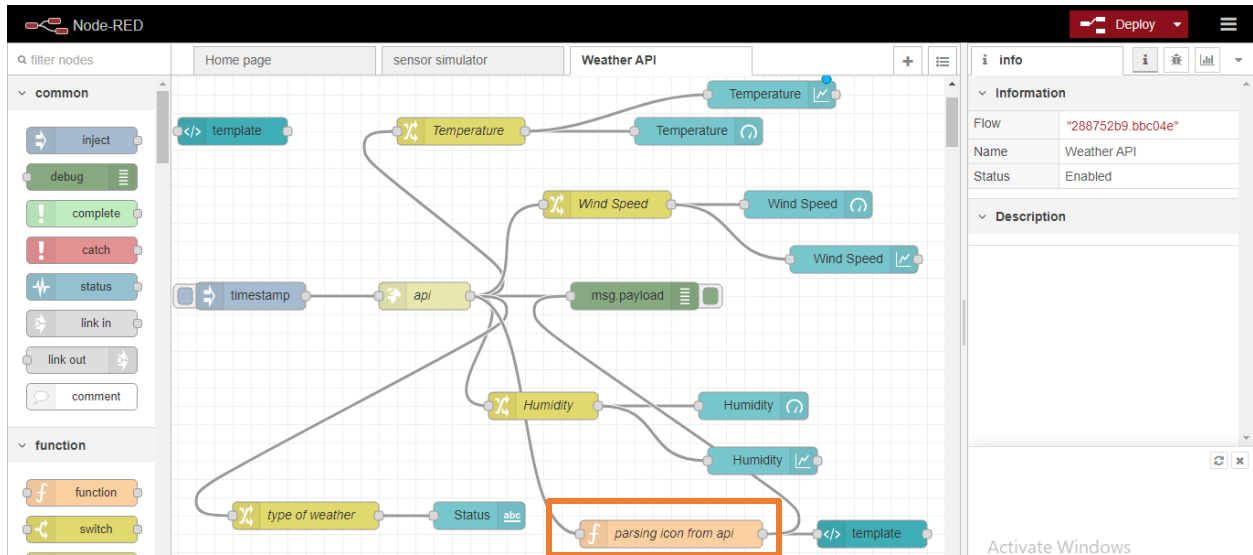 Node-RED
Deploy
filter nodes
Home page
sensor simulator
Weather API
info
common
inject
debug
complete
catch
status
link in
link out
comment
function
function
switch
template
Temperature
Temperature
Temperature
Wind Speed
Wind Speed
Wind Speed
timestamp
api
msg.payload
Humidity
Humidity
Humidity
type of weather
Status
abc
parsing icon from api
template
Information
Flow "288752b9.bbc04e"
Name Weather API
Status Enabled
Description
Activate Windows